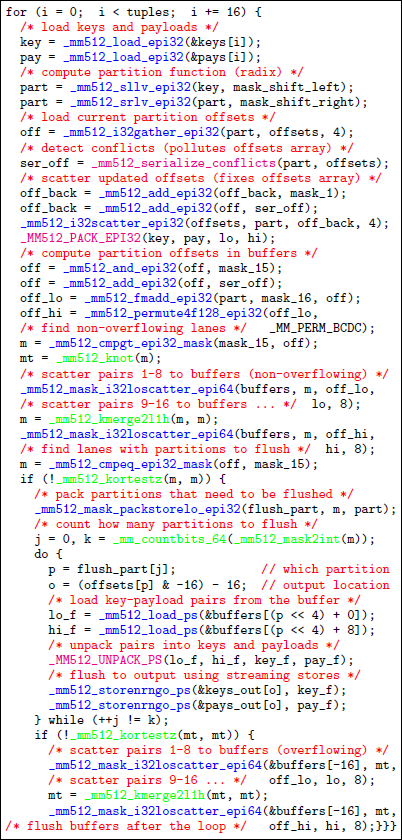 for (i = 0;  i < tuples;  i += 16) {
  /* load keys and payloads */
  key = _mm512_load_epi32(&keys[i]);
  pay = _mm512_load_epi32(&pays[i]);
  /* compute partition function (radix) */
  part = _mm512_sllv_epi32(key, mask_shift_left);
  part = _mm512_srlv_epi32(part, mask_shift_right);
  /* load current partition offsets */
  off = _mm512_i32gather_epi32(part, offsets, 4);
  /* detect conflicts (pollutes offsets array) */
  ser_off = _mm512_serialize_conflicts(part, offsets);
  /* scatter updated offsets (fixes offsets array) */
  off_back = _mm512_add_epi32(off_back, mask_1);
  off_back = _mm512_add_epi32(off, ser_off);
  _mm512_i32scatter_epi32(offsets, part, off_back, 4);
  _MM512_PACK_EPI32(key, pay, lo, hi);
  /* compute partition offsets in buffers */
  off = _mm512_and_epi32(off, mask_15);
  off = _mm512_add_epi32(off, ser_off);
  off_lo = _mm512_fmadd_epi32(part, mask_16, off);
  off_hi = _mm512_permute4f128_epi32(off_lo,
  /* find non-overflowing lanes */   _MM_PERM_BCDC);
  m = _mm512_cmpgt_epi32_mask(mask_15, off);
  mt = _mm512_knot(m);
  /* scatter pairs 1-8 to buffers (non-overflowing) */
  _mm512_mask_i32loscatter_epi64(buffers, m, off_lo,
  /* scatter pairs 9-16 to buffers ... */  lo, 8);
  m = _mm512_kmerge2l1h(m, m);
  _mm512_mask_i32loscatter_epi64(buffers, m, off_hi,
  /* find lanes with partitions to flush */  hi, 8);
  m = _mm512_cmpeq_epi32_mask(off, mask_15);
  if (!_mm512_kortestz(m, m)) {
    /* pack partitions that need to be flushed */
    _mm512_mask_packstorelo_epi32(flush_part, m, part);
    /* count how many partitions to flush */
    j = 0, k = _mm_countbits_64(_mm512_mask2int(m));
    do {
      p = flush_part[j];           // which partition
      o = (offsets[p] & -16) - 16;  // output location
      /* load key-payload pairs from the buffer */
      lo_f = _mm512_load_ps(&buffers[(p << 4) + 0]);
      hi_f = _mm512_load_ps(&buffers[(p << 4) + 8]);
      /* unpack pairs into keys and payloads */
      _MM512_UNPACK_PS(lo_f, hi_f, key_f, pay_f);
      /* flush to output using streaming stores */
      _mm512_storenrngo_ps(&keys_out[o], key_f);
      _mm512_storenrngo_ps(&pays_out[o], pay_f);
    } while (++j != k);
    if (!_mm512_kortestz(mt, mt)) {
      /* scatter pairs 1-8 to buffers (overflowing) */
      _mm512_mask_i32loscatter_epi64(&buffers[-16], mt,
      /* scatter pairs 9-16 ... */   off_lo, lo, 8);
      mt = _mm512_kmerge2l1h(mt, mt);
      _mm512_mask_i32loscatter_epi64(&buffers[-16], mt,
/* flush buffers after the loop */   off_hi, hi, 8);}}}